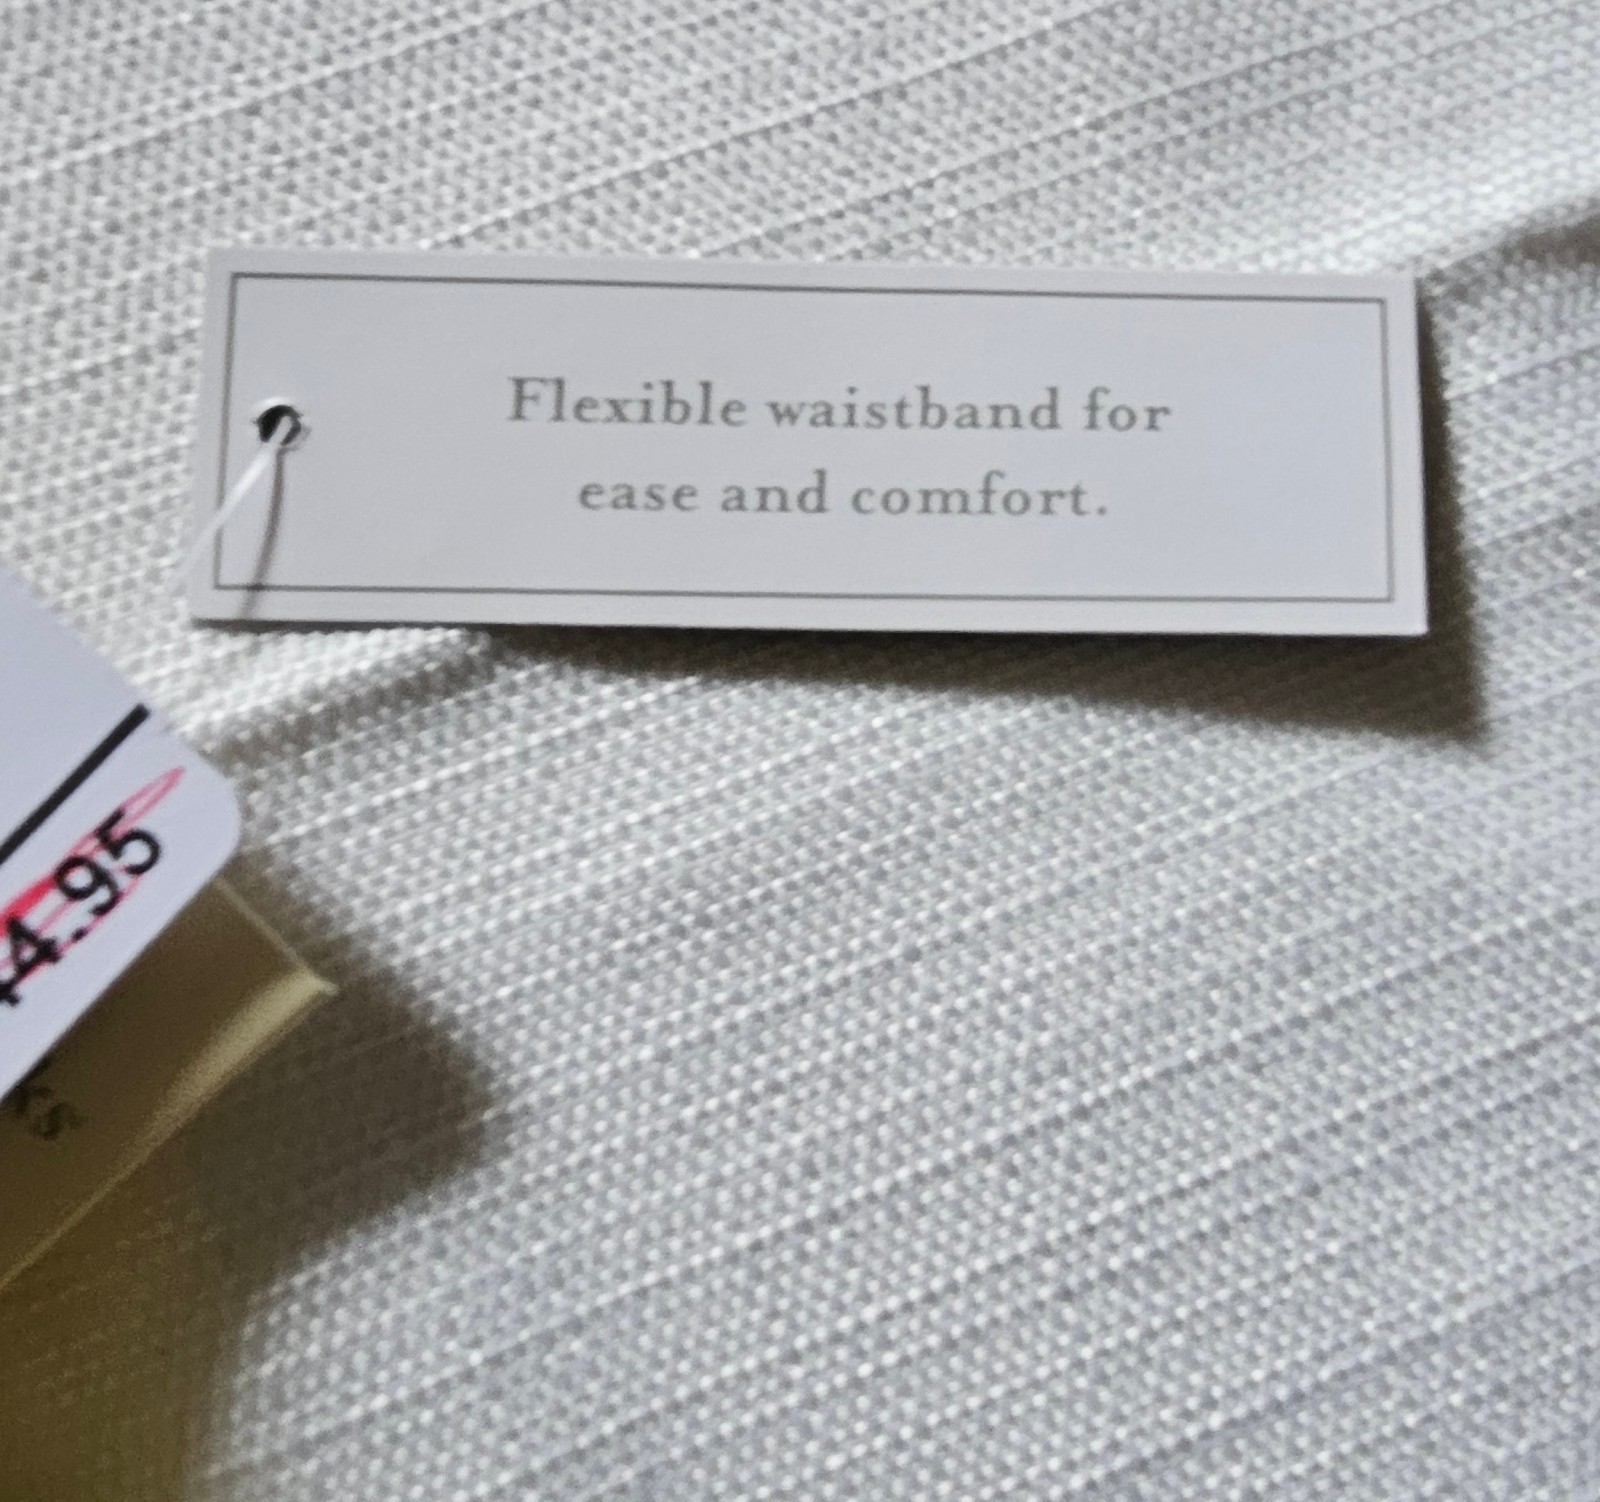 Flexible waistband for
ease and comfort.
4.95